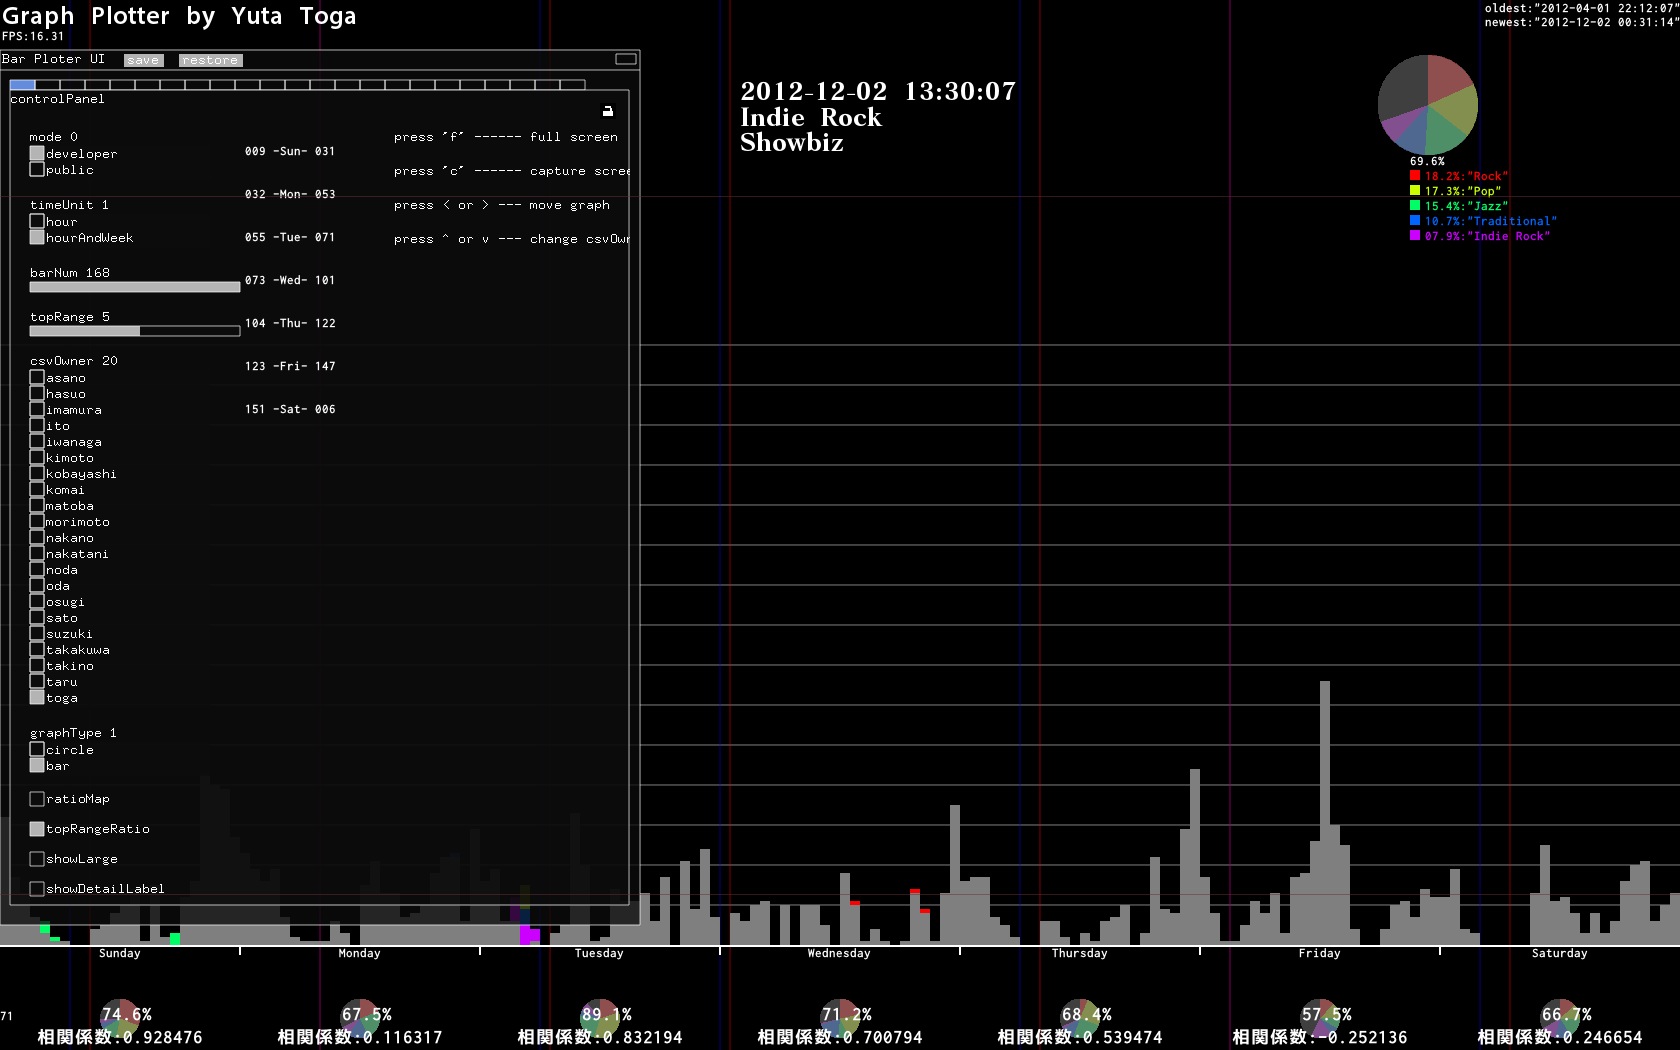 Graph Plotter by Yuta Toga
FPS:16.31
oldest:"2012-04-01 22:12:07"
newest:"2012-12-02 00:31:14"
Bar Ploter UI save restore
controlPanel
mode 0
developer
public
timeUnit 1
hour
hourAndWeek
barNum 168
topRange 5
csvOwner 20
asano
hasuo
imamura
ito
iwanaga
kimoto
kobayashi
komai
matoba
morimoto
nakano
nakatani
noda
oda
osugi
sato
suzuki
takakuwa
takino
taru
toga
graphType 1
circle
bar
ratioMap
topRangeRatio
showLarge
showDetailLabel
009 -Sun- 031
032 -Mon- 053
055 -Tue- 071
073 -Wed- 101
104 -Thu- 122
123 -Fri- 147
151 -Sat- 006
press "f" ------ full screen
press "c" ------ capture scree
press < or > --- move graph
press ^ or v --- change csvOwn
2012-12-02 13:30:07
Indie Rock
Showbiz
69.6%
18.2%:"Rock"
17.3%:"Pop"
15.4%:"Jazz"
10.7%:"Traditional"
07.9%:"Indie Rock"
Sunday Monday Tuesday Wednesday Thursday Friday Saturday
71 74.6% 67.5% 89.1% 71.2% 68.4% 57.5% 66.7%
相関係数:0.928476 相関係数:0.116317 相関係数:0.832194 相関係数:0.700794 相関係数:0.539474 相関係数:-0.252136 相関係数:0.246654